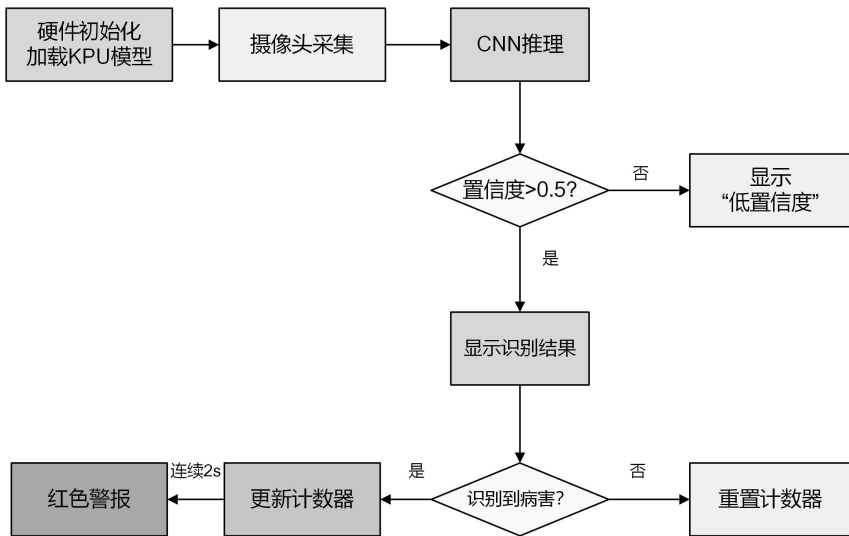 硬件初始化
加载KPU模型
摄像头采集
CNN推理
置信度>0.5?
否
显示
“低置信度”
是
显示识别结果
红色警报
连续2s
更新计数器
是
识别到病害?
否
重置计数器